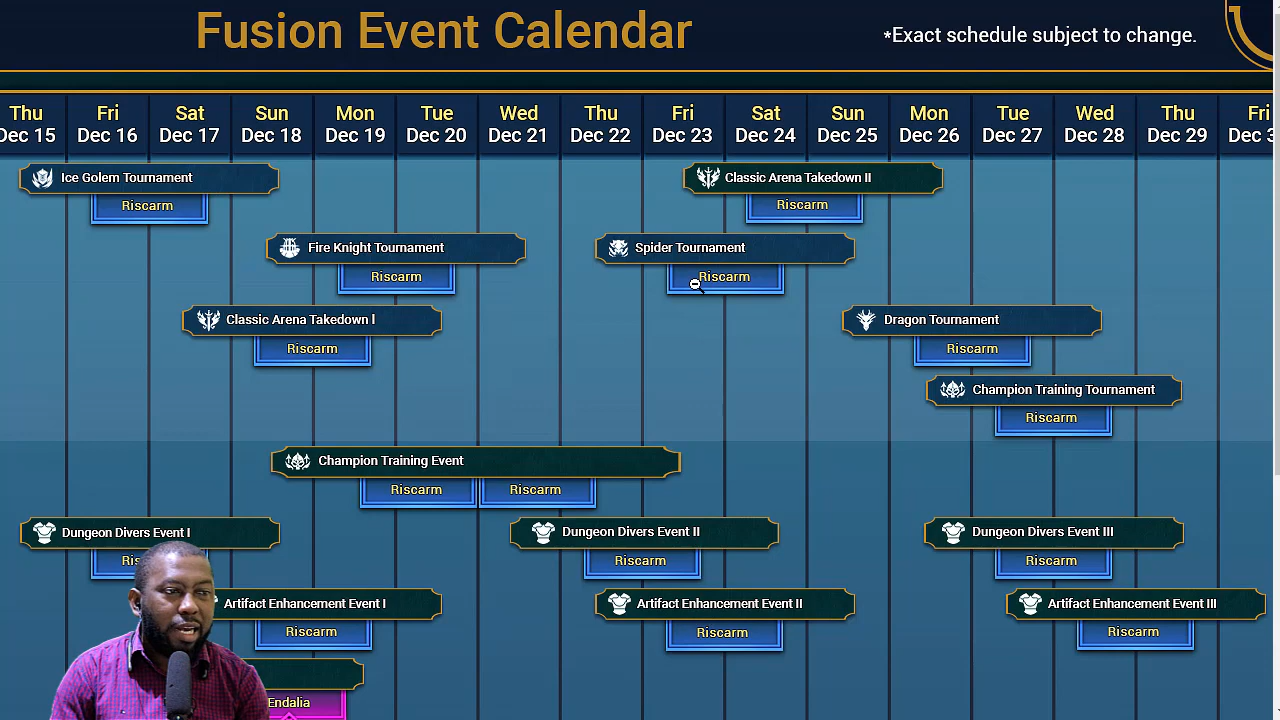 Fusion Event Calendar
*Exact schedule subject to change.
Thu Fri Sat Sun Mon Tue Wed Thu Fri Sat Sun Mon Tue Wed Thu Fri
Dec 15 Dec 16 Dec 17 Dec 18 Dec 19 Dec 20 Dec 21 Dec 22 Dec 23 Dec 24 Dec 25 Dec 26 Dec 27 Dec 28 Dec 29 Dec
Ice Golem Tournament Classic Arena Takedown II
Riscarm Riscarm
Fire Knight Tournament Spider Tournament
Riscarm Riscarm
Classic Arena Takedown I Dragon Tournament
Riscarm Riscarm
Champion Training Tournament
Riscarm
Champion Training Event
Riscarm Riscarm
Dungeon Divers Event I Dungeon Divers Event II Dungeon Divers Event III
Riscarm Riscarm
Artifact Enhancement Event I Artifact Enhancement Event II Artifact Enhancement Event III
Riscarm Riscarm Riscarm
Endalia